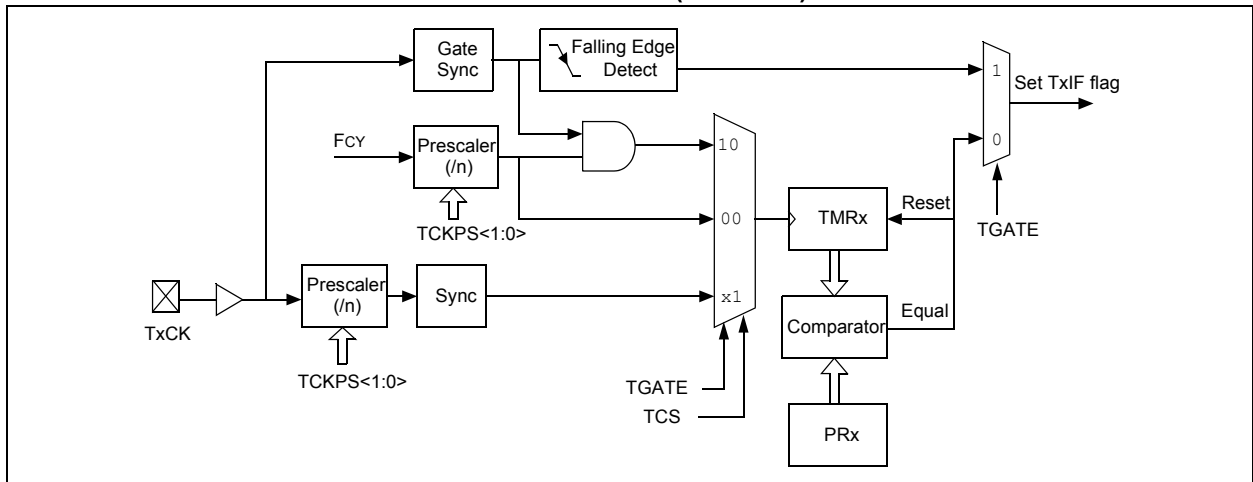 Gate
Sync
Falling Edge
Detect
1
Set TxIF flag
0
FCY
Prescaler
(/n)
10
TCKPS<1:0>
00
TMRx
Reset
TGATE
Prescaler
(/n)
Sync
x1
TxCK
Comparator
Equal
TCKPS<1:0>
TGATE
TCS
PRx